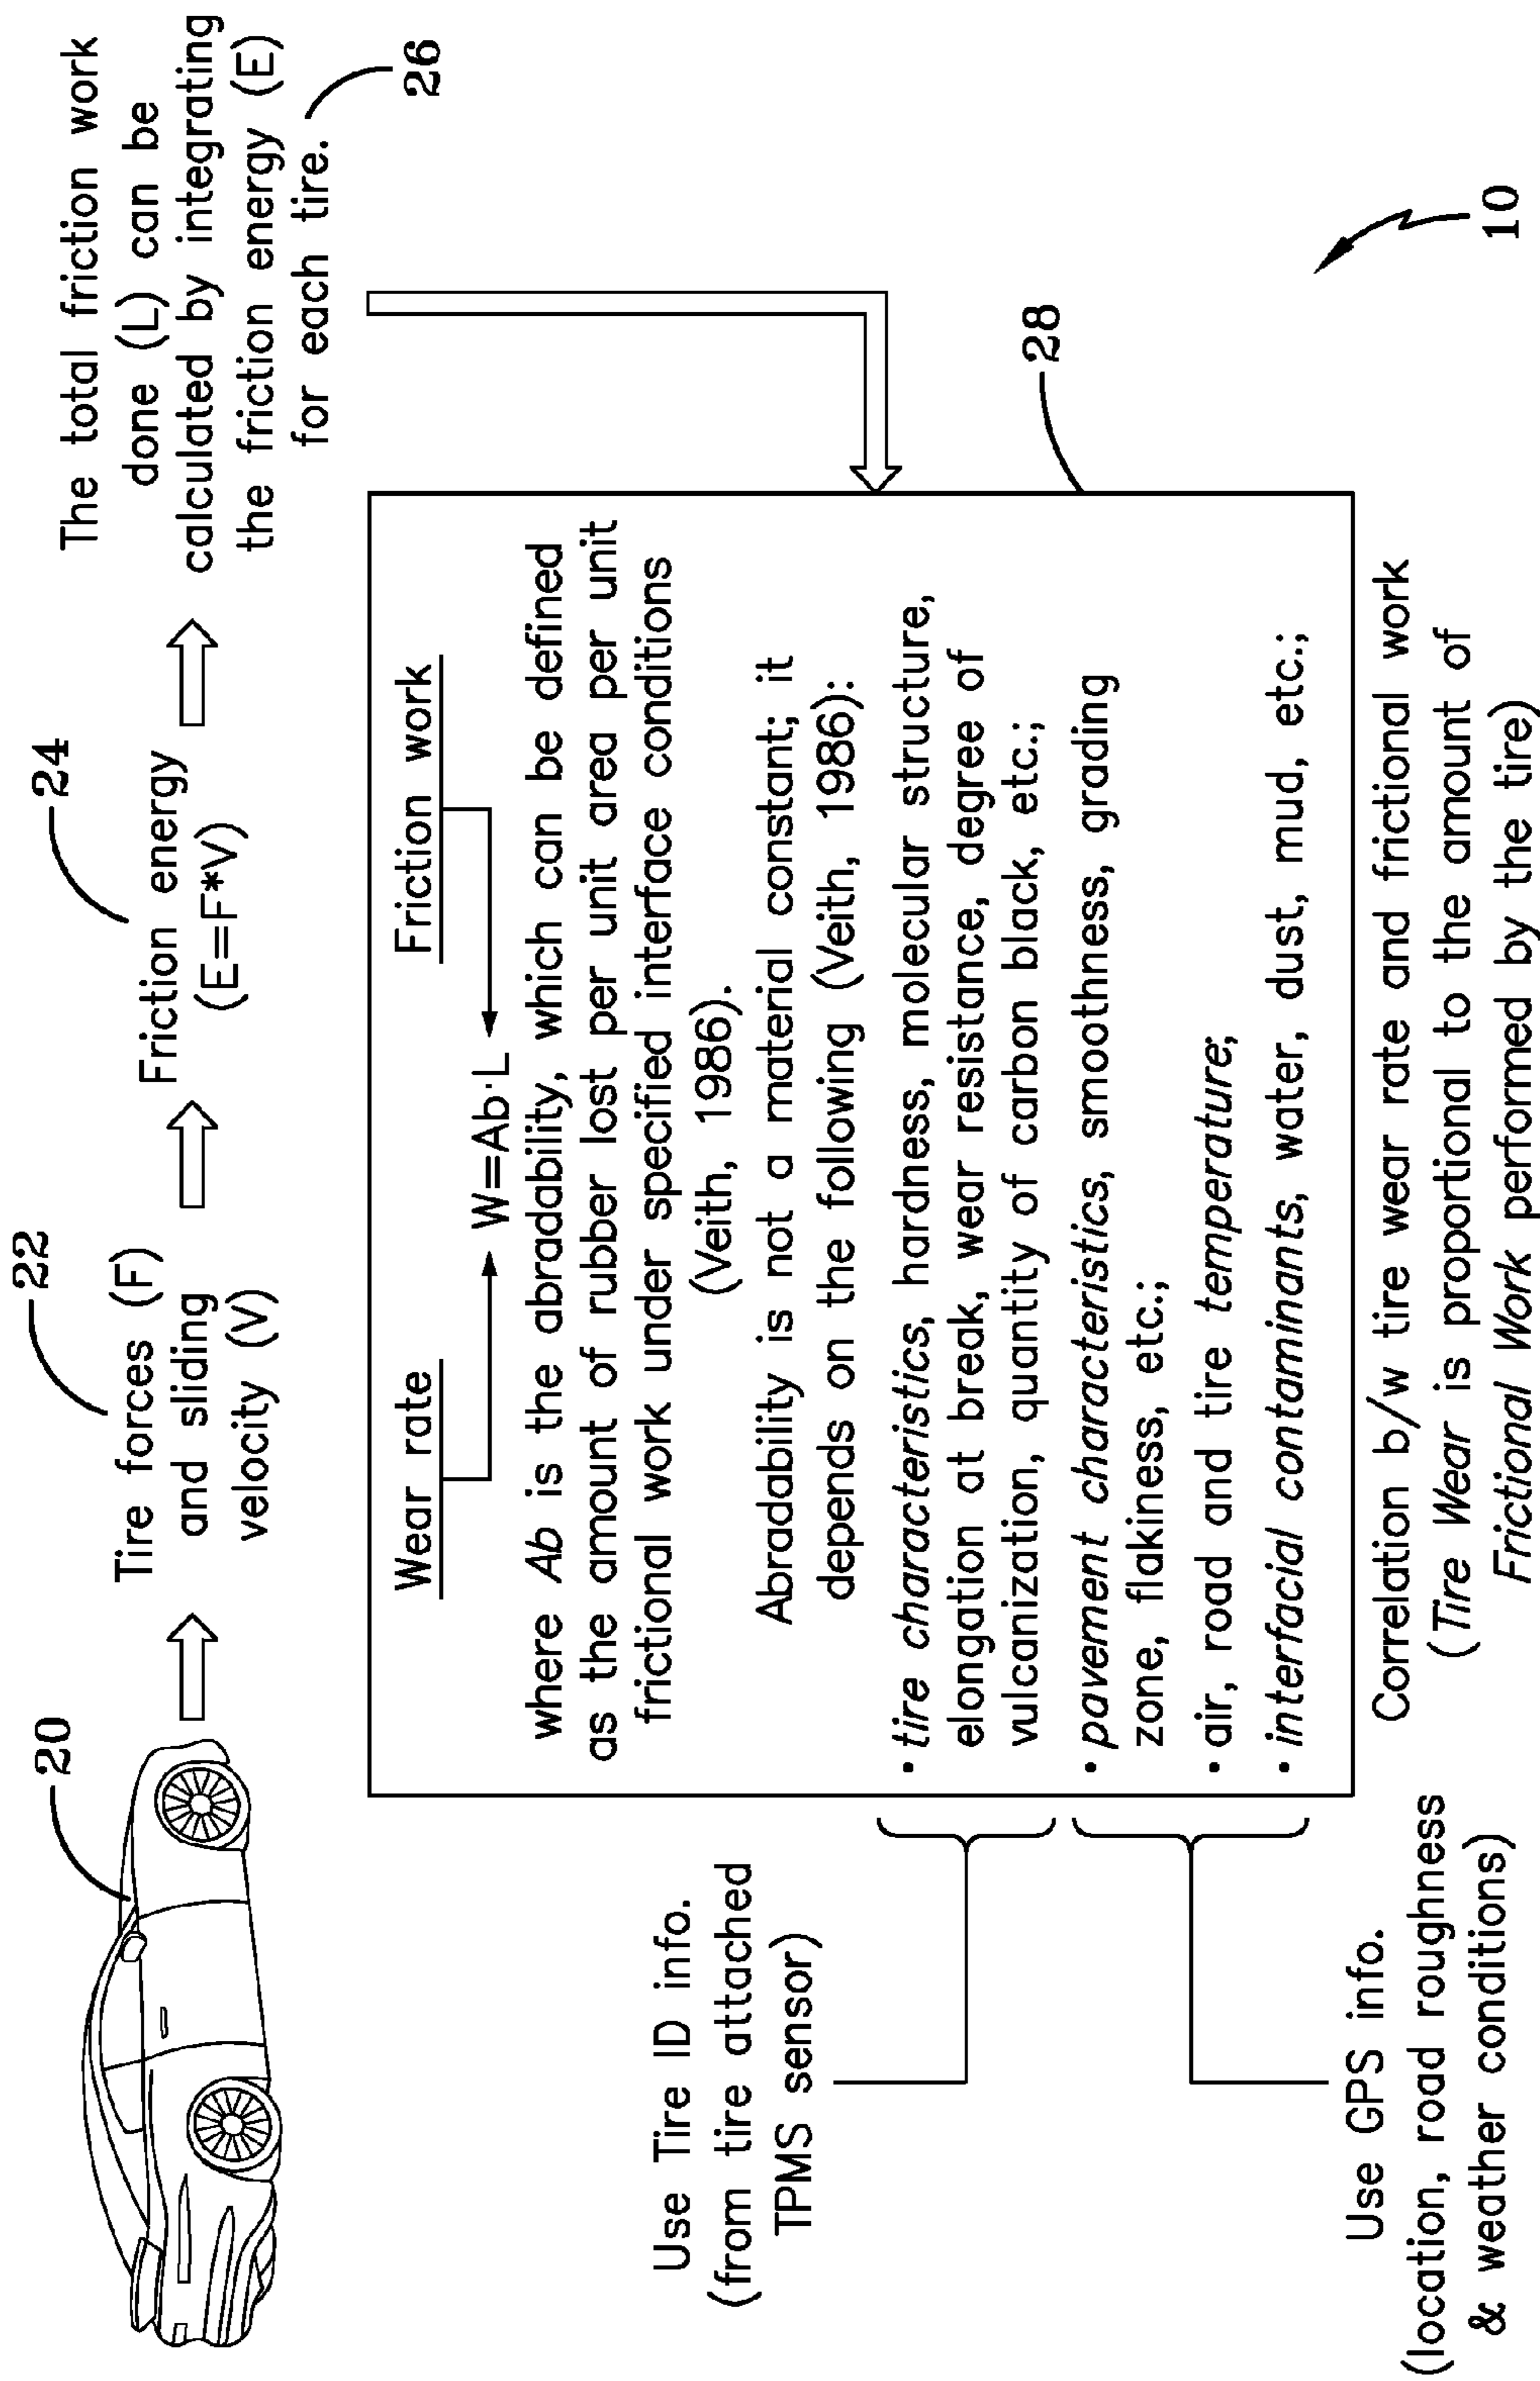 20
22
Tire forces (F)
and sliding
velocity (V)
24
Friction energy
(E=F*V)
The total friction work
done (L) can be
calculated by integrating
the friction energy (E)
for each tire.
26
Wear rate
Friction work
W=Ab·L
where Ab is the abradability, which can be defined
as the amount of rubber lost per unit area per unit
frictional work under specified interface conditions
(Veith, 1986).
Abradability is not a material constant; it
depends on the following (Veith, 1986):
• tire characteristics, hardness, molecular structure,
elongation at break, wear resistance, degree of
vulcanization, quantity of carbon black, etc.;
• pavement characteristics, smoothness, grading
zone, flakiness, etc.;
• air, road and tire temperature;
• interfacial contaminants, water, dust, mud, etc.;
28
Use Tire ID info.
(from tire attached
TPMS sensor)
Use GPS info.
(location, road roughness
& weather conditions)
Correlation b/w tire wear rate and frictional work
(Tire Wear is proportional to the amount of
Frictional Work performed by the tire)
10